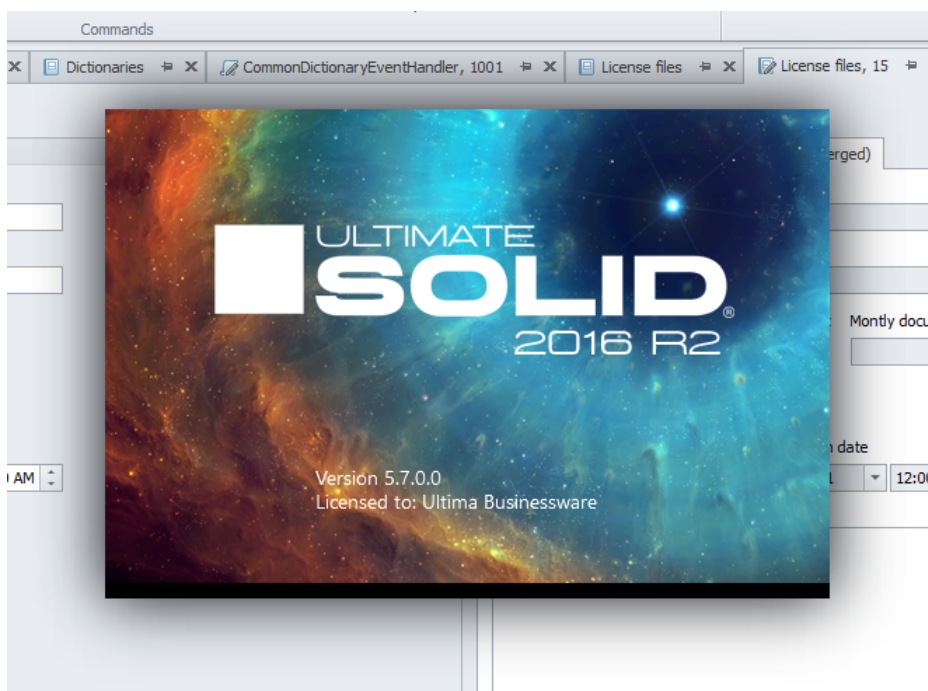 Commands
Dictionaries
CommonDictionaryEventHandler, 1001
License files
License files, 15
erged)
ULTIMATE
SOLID®
2016 R2
Montly docu
n date
AM
12:0
Version 5.7.0.0
Licensed to: Ultima Businessware